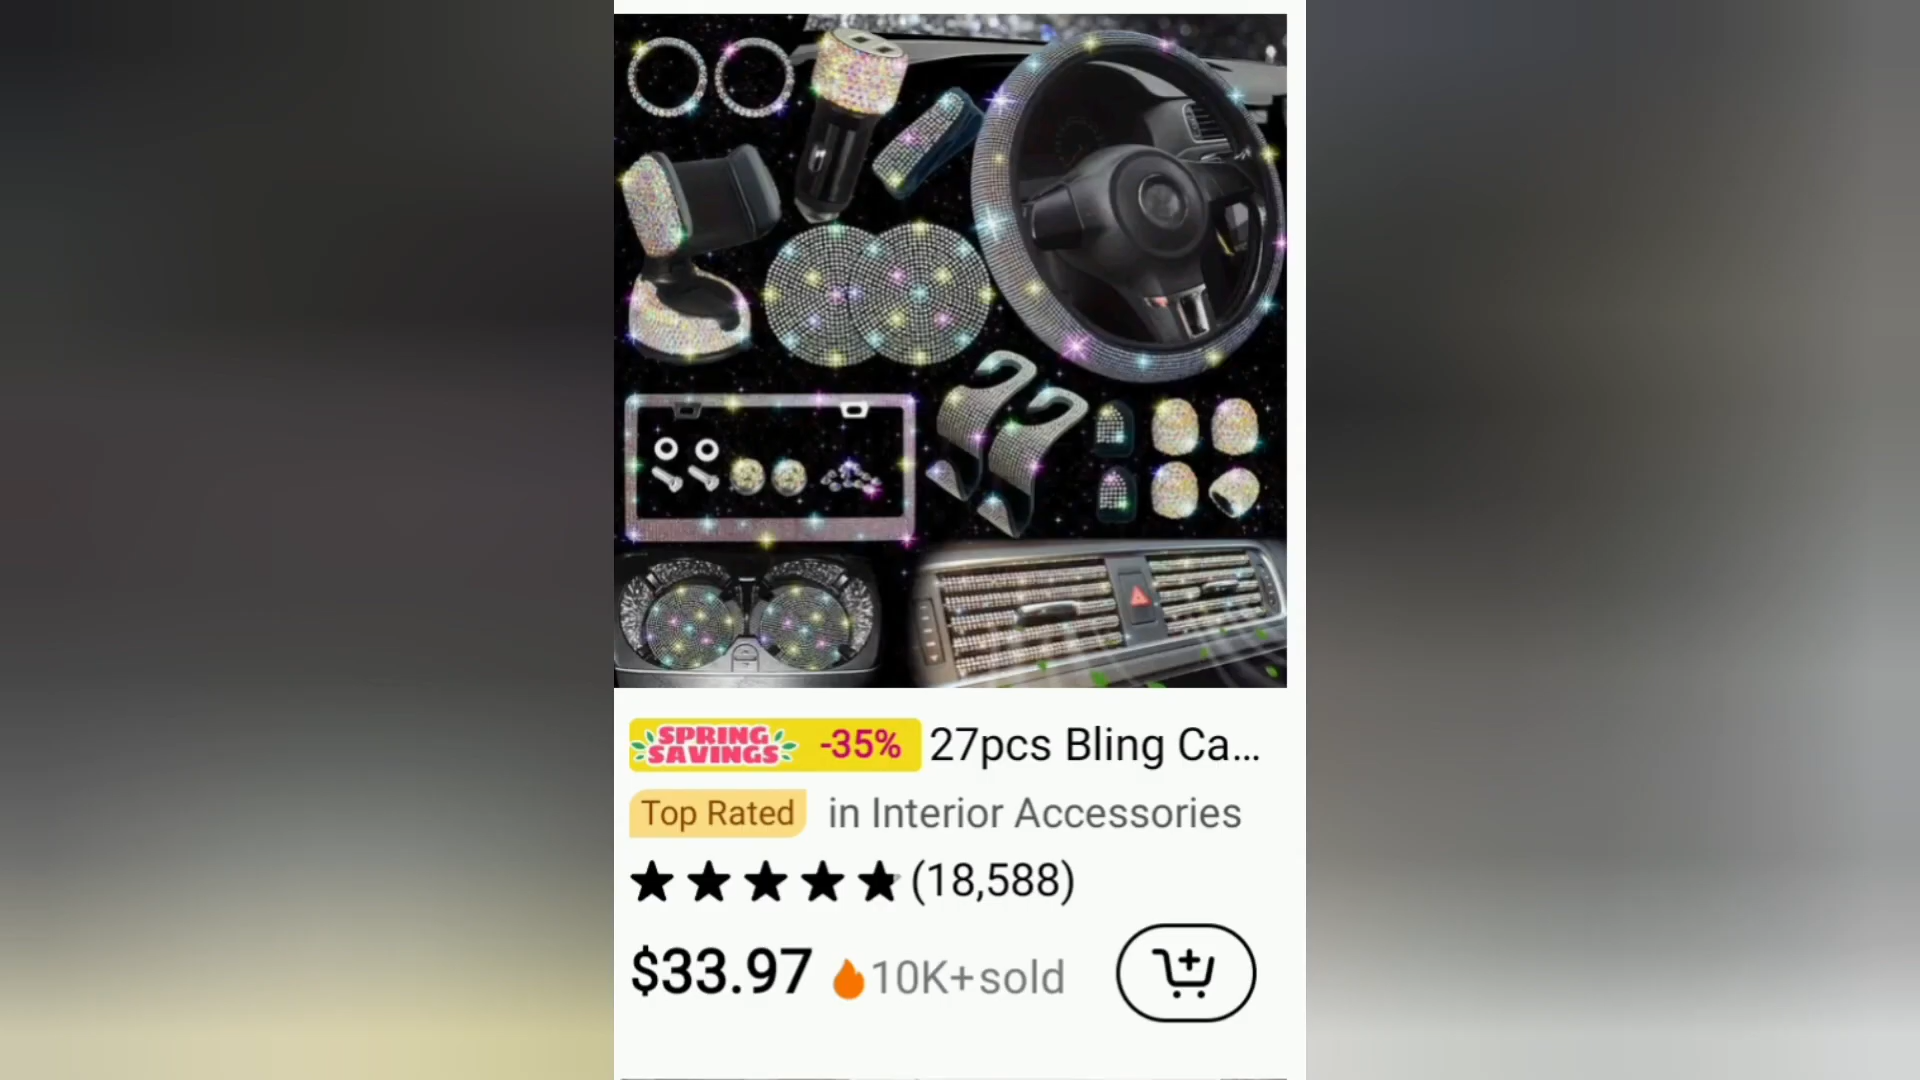 SPRING SAVINGS -35% 27pcs Bling Ca...
Top Rated in Interior Accessories
(18,588)
$33.97 10K+sold